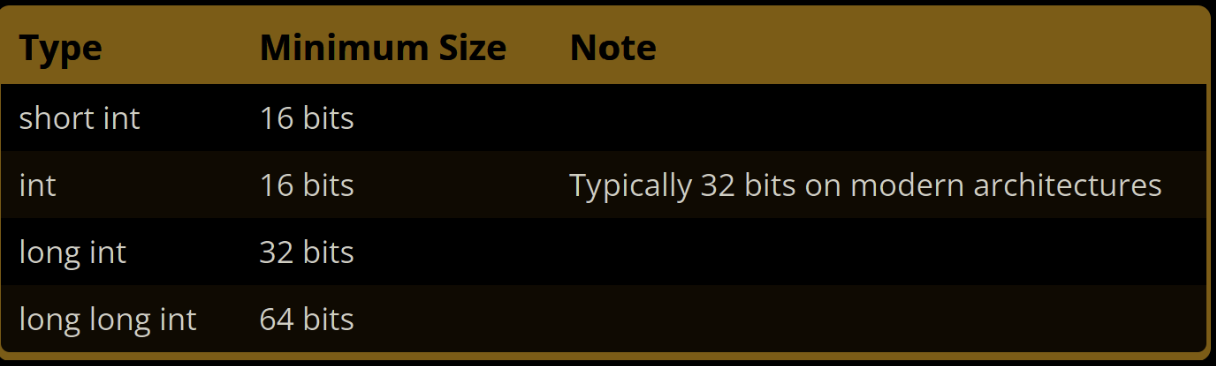 Type Minimum Size Note
short int 16 bits
int 16 bits Typically 32 bits on modern architectures
long int 32 bits
long long int 64 bits